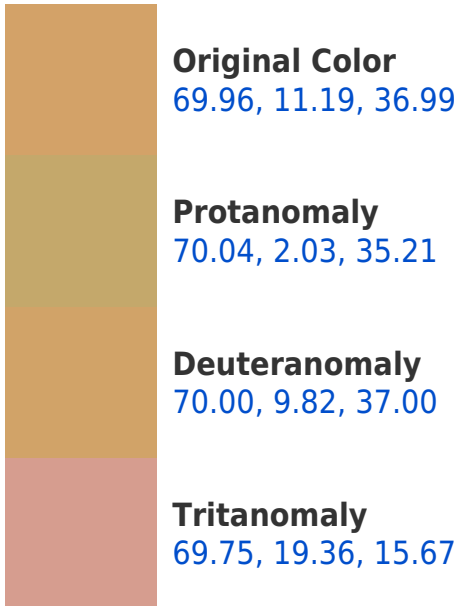 Original Color
69.96, 11.19, 36.99
Protanomaly
70.04, 2.03, 35.21
Deuteranomaly
70.00, 9.82, 37.00
Tritanomaly
69.75, 19.36, 15.67